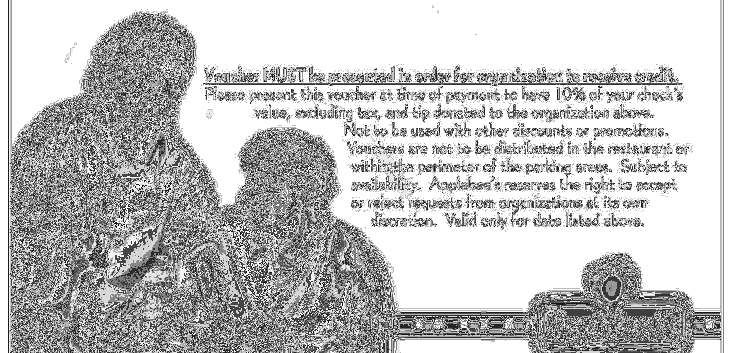 Voucher MUST be presented in order for organization to receive credit.
Please present this voucher at time of payment to have 10% of your check's
value, excluding tax, and tip donated to the organization above.
Not to be used with other discounts or promotions.
Vouchers are not to be distributed in the restaurant or
within the perimeter of the parking areas. Subject to
availability. Applebee's reserves the right to accept
or reject requests from organizations at its own
discretion. Valid only for date listed above.